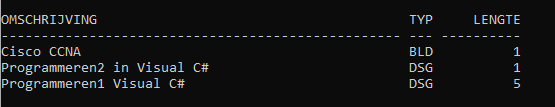 OMSCHRIJVING TYP LENGTE
-------------------------------------------------- --- ----------
Cisco CCNA BLD 1
Programmeren2 in Visual C# DSG 1
Programmeren1 Visual C# DSG 5